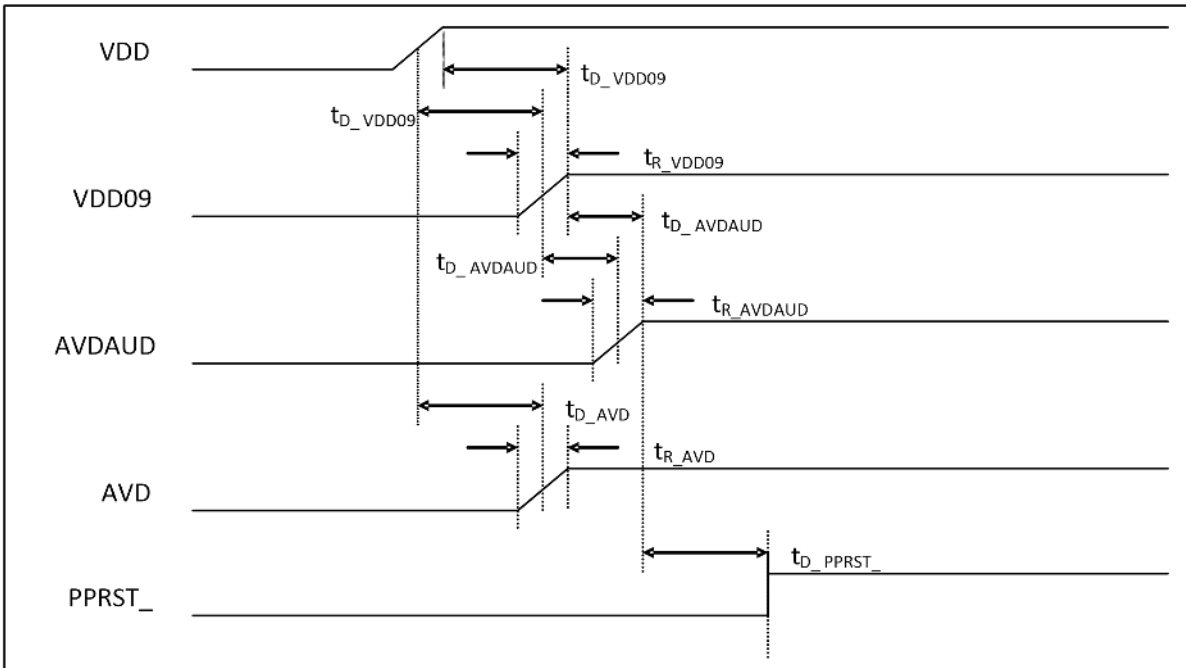 VDD
tD_VDD09
tD_VDD09
tR_VDD09
VDD09
tD_AVDAUD
tD_AVDAUD
tR_AVDAUD
AVDAUD
tD_AVD
tR_AVD
AVD
tD_PPRST_
PPRST_